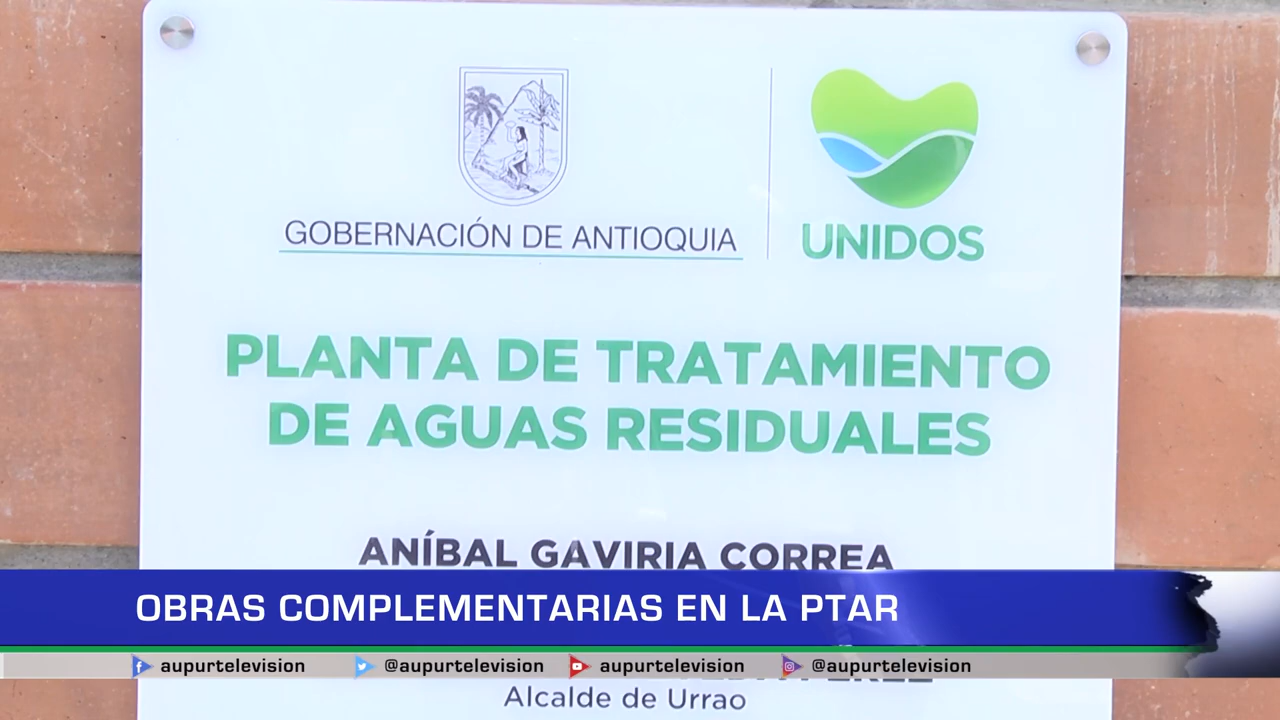 GOBERNACIÓN DE ANTIOQUIA
UNIDOS
PLANTA DE TRATAMIENTO
DE AGUAS RESIDUALES
ANÍBAL GAVIRIA CORREA
OBRAS COMPLEMENTARIAS EN LA PTAR
aupurtelevision @aupurtelevision aupurtelevision @aupurtelevision
Alcalde de Urrao